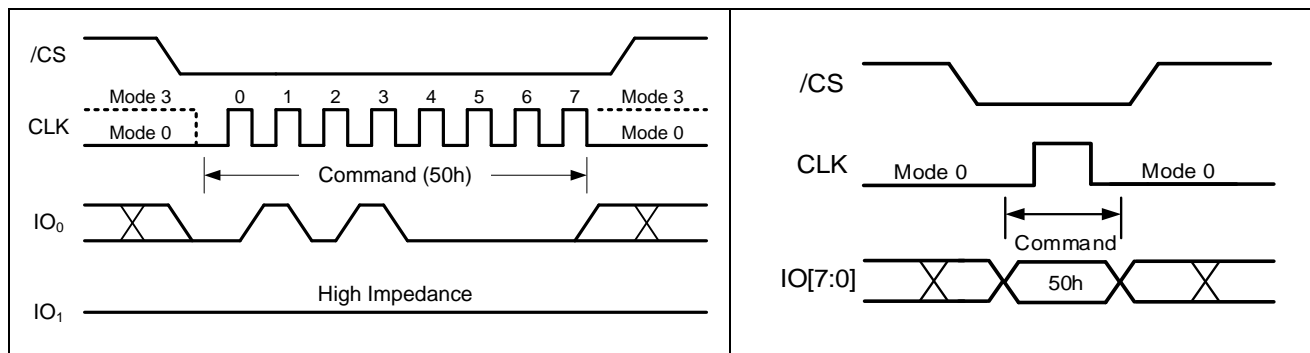 /CS
Mode 3 0 1 2 3 4 5 6 7 Mode 3
CLK Mode 0 Mode 0
Command (50h)
IO0
High Impedance
IO1
/CS
CLK Mode 0 Mode 0
Command
IO[7:0] 50h